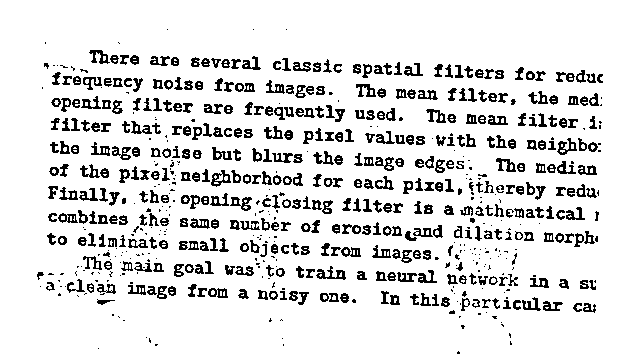 There are several classic spatial filters for reduc
frequency noise from images. The mean filter, the medi
opening filter are frequently used. The mean filter i
filter that replaces the pixel values with the neighbo
the image noise but blurs the image edges. The median
of the pixel neighborhood for each pixel, thereby redu
Finally, the opening closing filter is a mathematical
combines the same number of erosion and dilation morph
to eliminate small objects from images.
The main goal was to train a neural network in a su
a clean image from a noisy one. In this particular cas